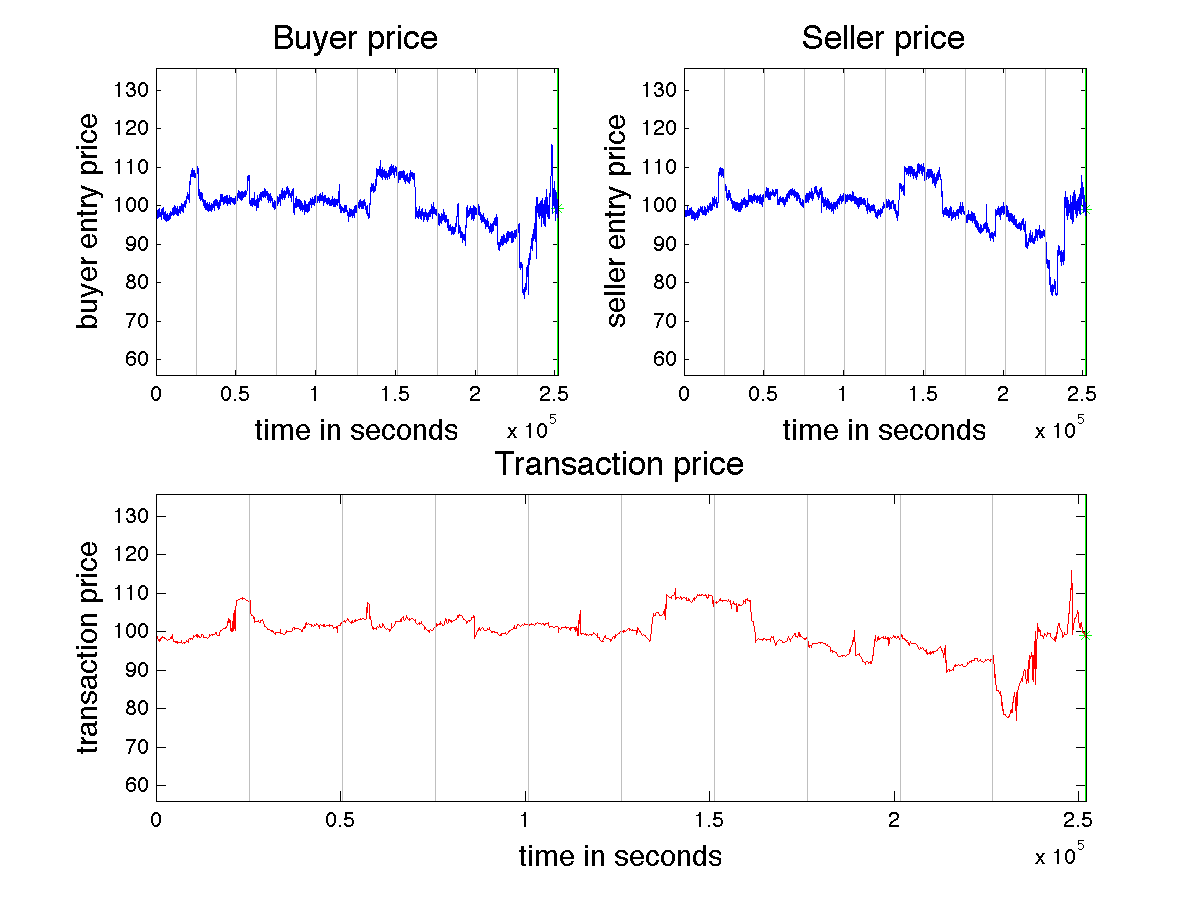 Buyer price
buyer entry price
130
120
110
100
90
80
70
60
0 0.5 1 1.5 2 2.5
x 10^5
time in seconds
Seller price
seller entry price
130
120
110
100
90
80
70
60
0 0.5 1 1.5 2 2.5
x 10^5
time in seconds
Transaction price
transaction price
130
120
110
100
90
80
70
60
0 0.5 1 1.5 2 2.5
x 10^5
time in seconds